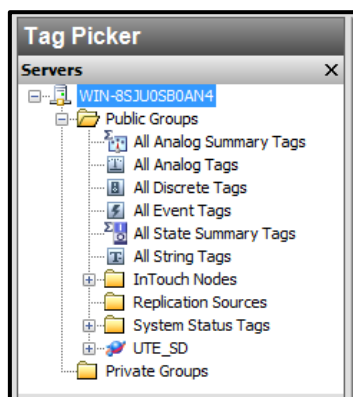 Tag Picker
Servers
WIN-8SJU0SB0AN4
Public Groups
All Analog Summary Tags
All Analog Tags
All Discrete Tags
All Event Tags
All State Summary Tags
All String Tags
InTouch Nodes
Replication Sources
System Status Tags
UTE_SD
Private Groups